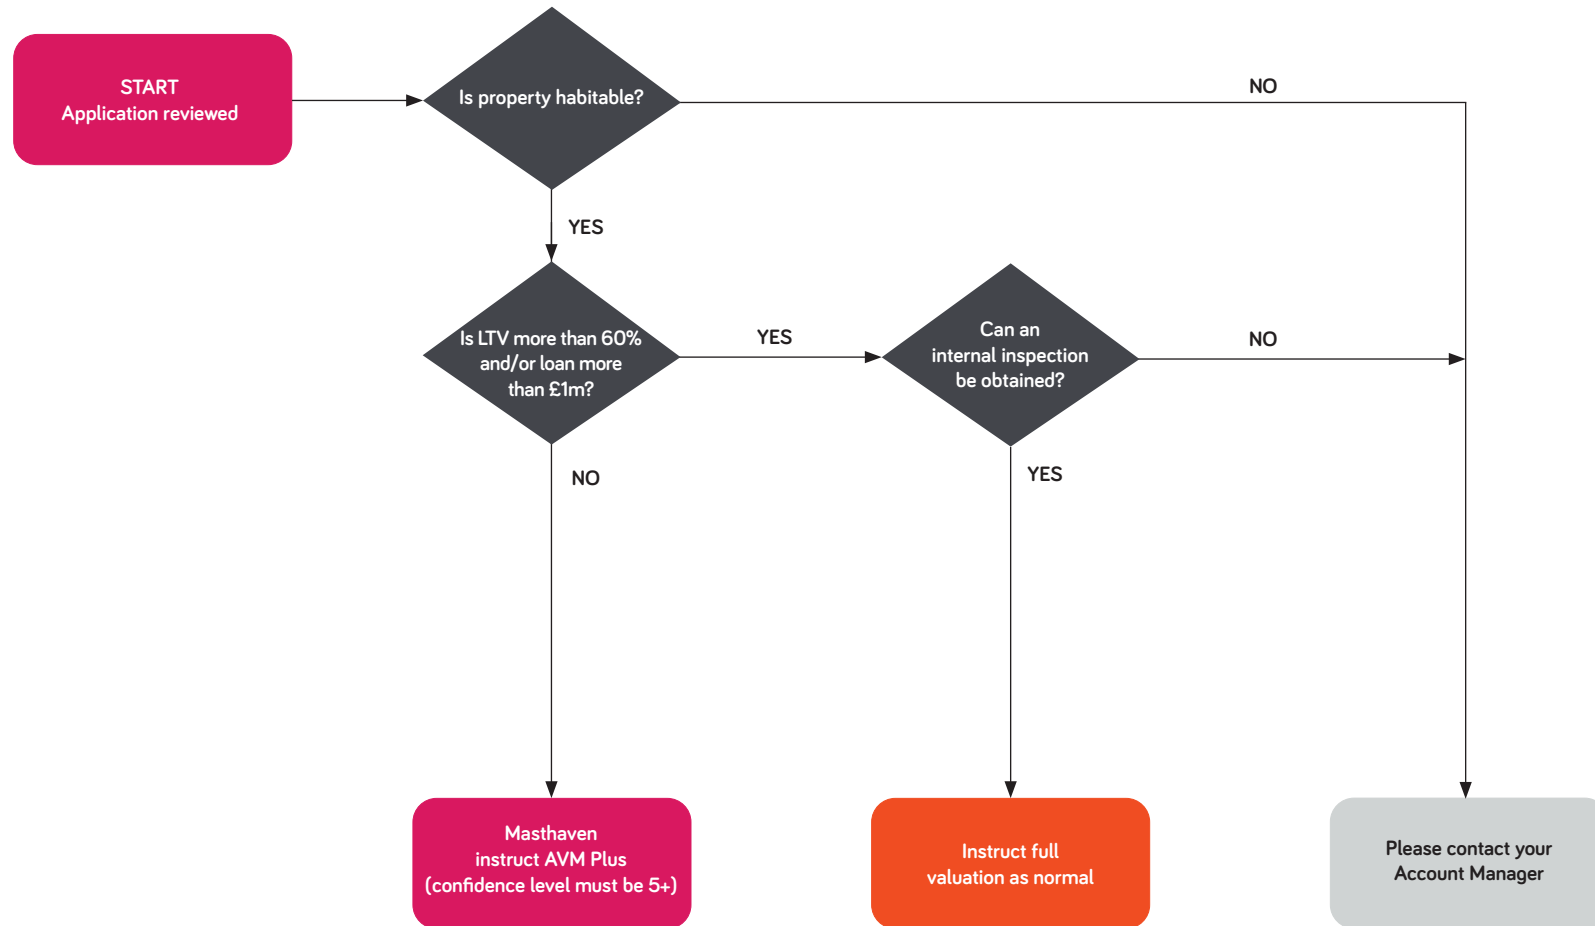 START
Application reviewed
Is property habitable?
NO
YES
Is LTV more than 60%
and/or loan more
than £1m?
YES
Can an
internal inspection
be obtained?
NO
NO
YES
Masthaven
instruct AVM Plus
(confidence level must be 5+)
Instruct full
valuation as normal
Please contact your
Account Manager